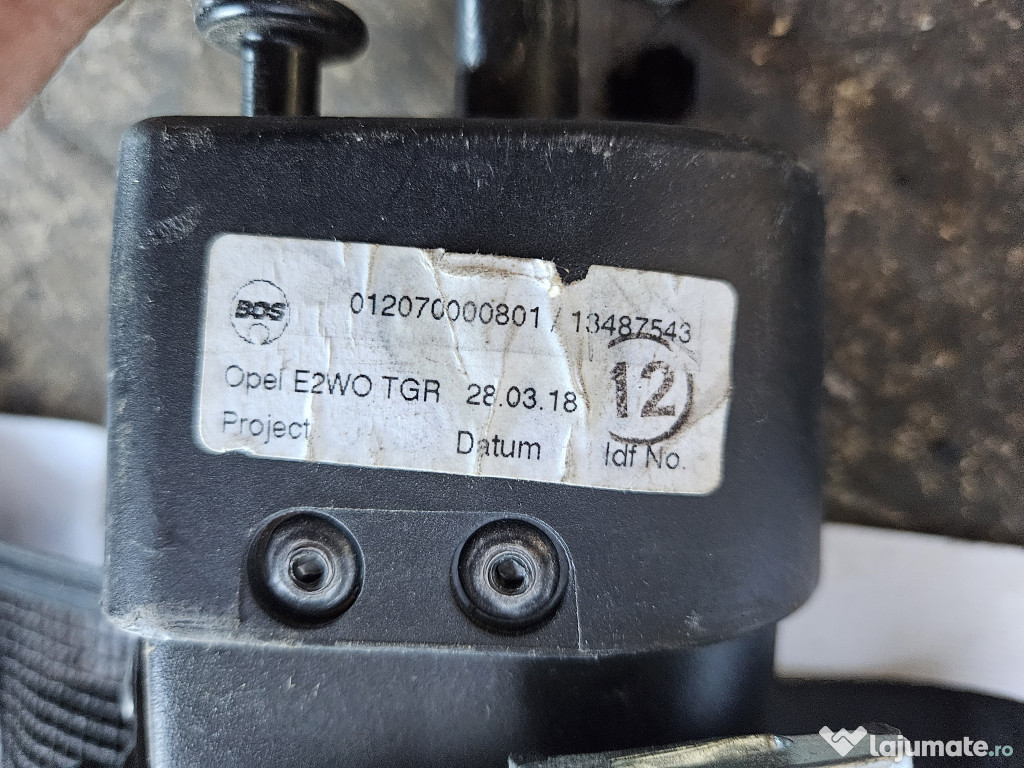 BOS
012070000801 / 13487543
Opel E2WO TGR 28.03.18 12
Project Datum Idf No.
lajumate.ro